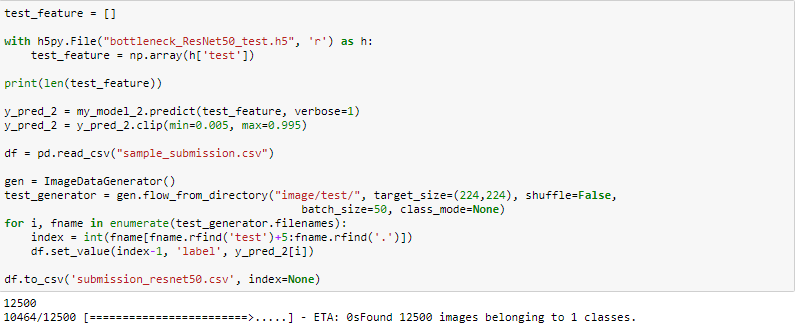 test_feature = []
with h5py.File("bottleneck_ResNet50_test.h5", 'r') as h:
    test_feature = np.array(h['test'])
print(len(test_feature))
y_pred_2 = my_model_2.predict(test_feature, verbose=1)
y_pred_2 = y_pred_2.clip(min=0.005, max=0.995)
df = pd.read_csv("sample_submission.csv")
gen = ImageDataGenerator()
test_generator = gen.flow_from_directory("image/test/", target_size=(224,224), shuffle=False,
                                         batch_size=50, class_mode=None)
for i, fname in enumerate(test_generator.filenames):
    index = int(fname[fname.rfind('test')+5:fname.rfind('.')])
    df.set_value(index-1, 'label', y_pred_2[i])
df.to_csv('submission_resnet50.csv', index=None)
12500
10464/12500 [========================>.....] - ETA: 0sFound 12500 images belonging to 1 classes.